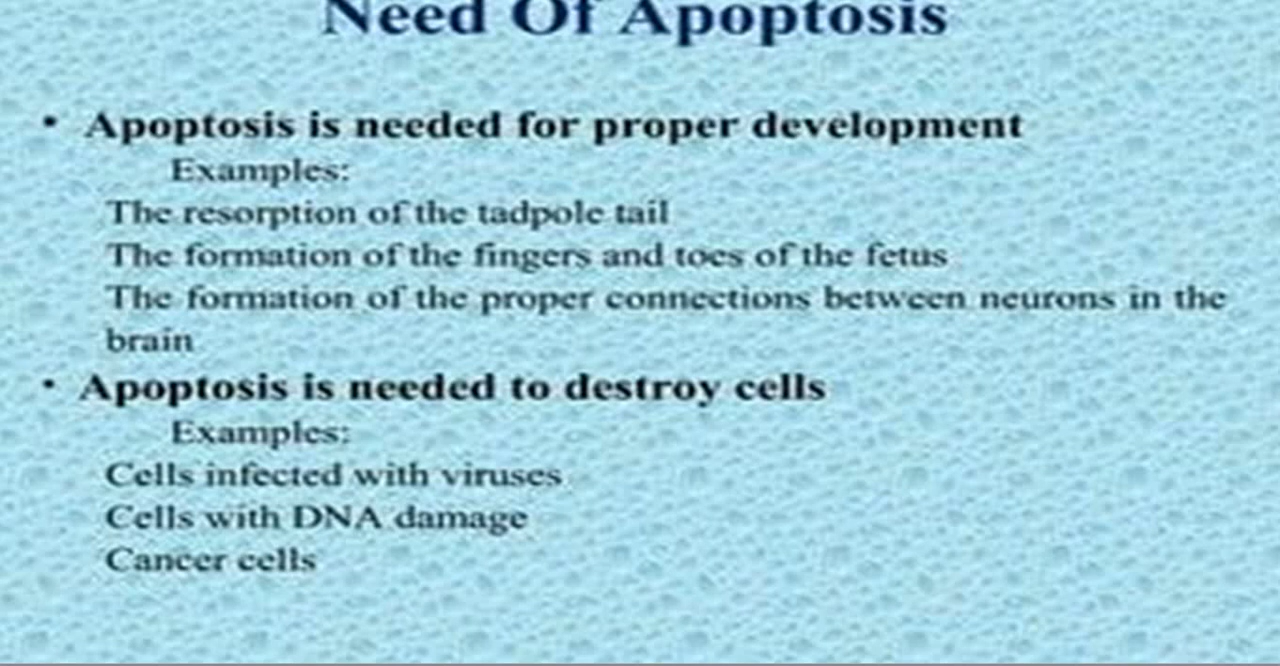 Need Of Apoptosis
• Apoptosis is needed for proper development
Examples:
The resorption of the tadpole tail
The formation of the fingers and toes of the fetus
The formation of the proper connections between neurons in the
brain
• Apoptosis is needed to destroy cells
Examples:
Cells infected with viruses
Cells with DNA damage
Cancer cells